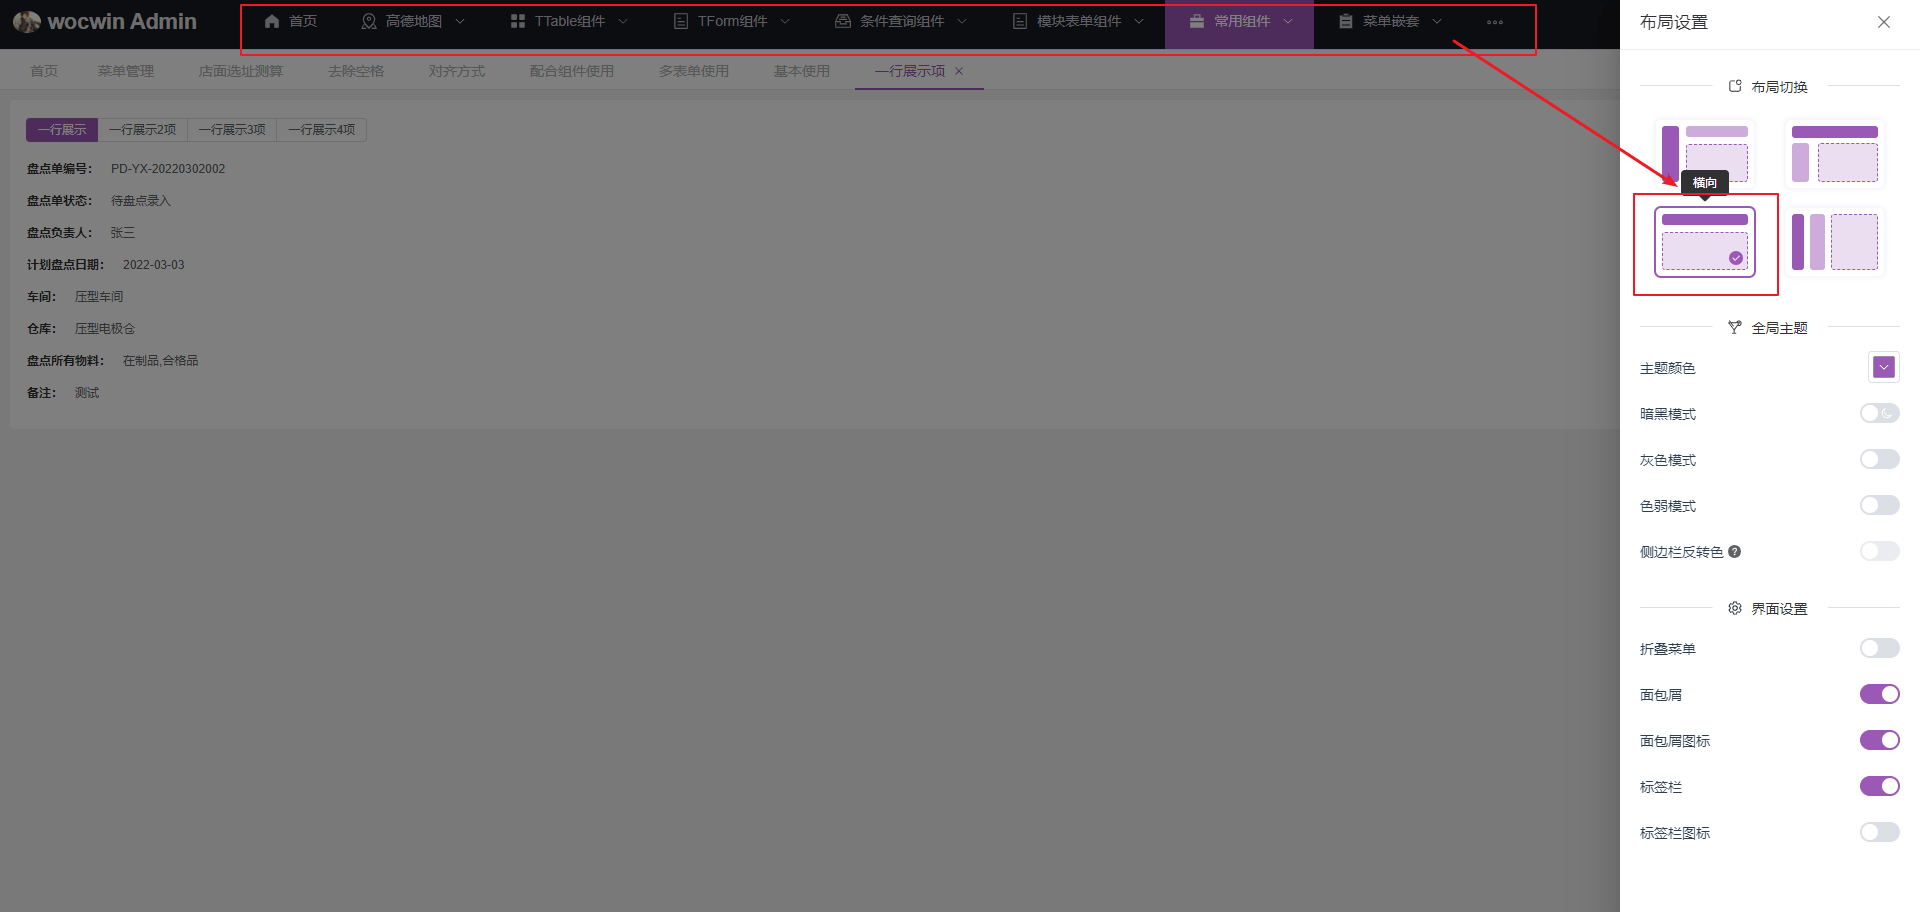 wocwin Admin
首页 高德地图 TTable组件 TForm组件 条件查询组件 模块表单组件 常用组件 菜单嵌套
首页 菜单管理 店面选址测算 去除空格 对齐方式 配合组件使用 多表单使用 基本使用 一行展示项
一行展示 一行展示2项 一行展示3项 一行展示4项
盘点单编号： PD-YX-20220302002
盘点单状态： 待盘点录入
盘点负责人： 张三
计划盘点日期： 2022-03-03
车间： 压型车间
仓库： 压型电极仓
盘点所有物料： 在制品,合格品
备注： 测试
布局设置
布局切换
横向
全局主题
主题颜色
暗黑模式
灰色模式
色弱模式
侧边栏反转色 ?
界面设置
折叠菜单
面包屑
面包屑图标
标签栏
标签栏图标